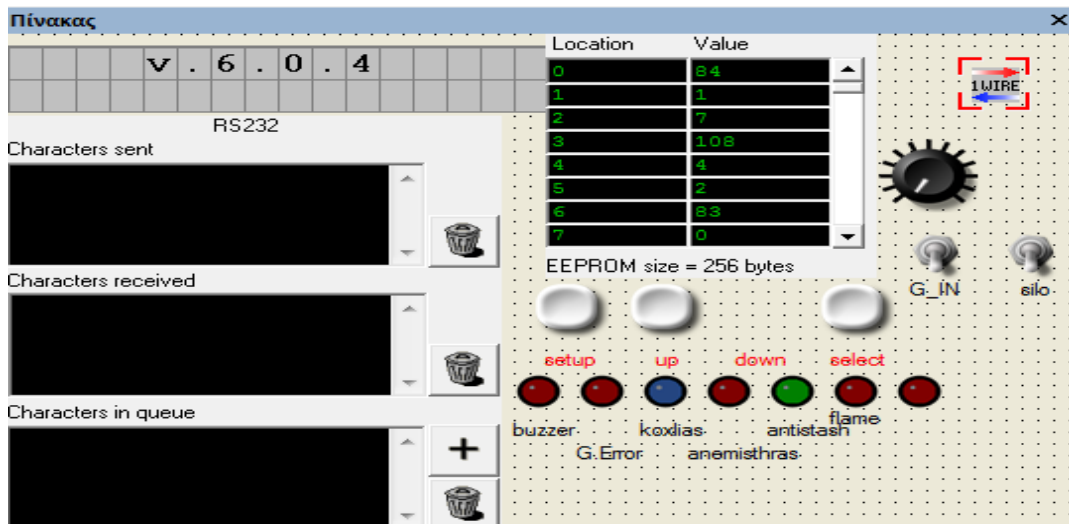 Πίνακας
v.6.0.4
Location Value
0 84
1 1
2 7
3 108
4 4
5 2
6 83
7 0
EEPROM size = 256 bytes
1WIRE
G_IN silo
RS232
Characters sent
Characters received
Characters in queue
+
setup up down select
buzzer koxlias antistash flame
G.Error anemisthras